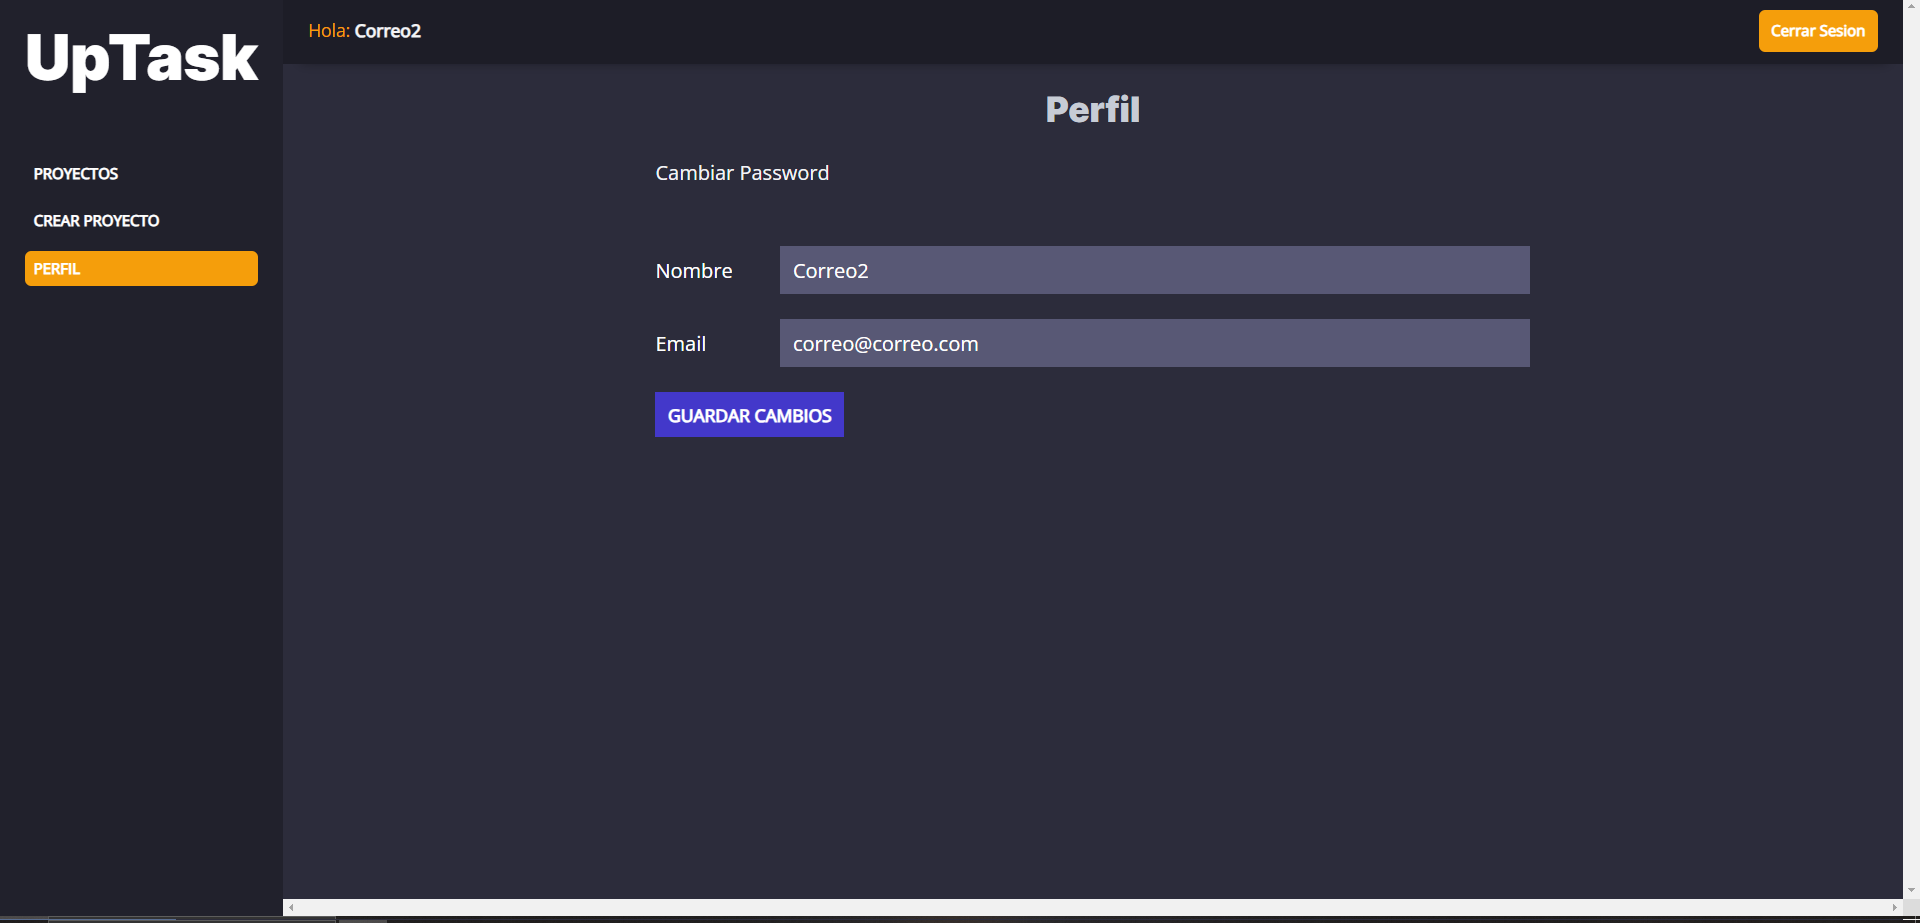 UpTask
Hola: Correo2
Cerrar Sesion
PROYECTOS
CREAR PROYECTO
PERFIL
Perfil
Cambiar Password
Nombre
Correo2
Email
correo@correo.com
GUARDAR CAMBIOS